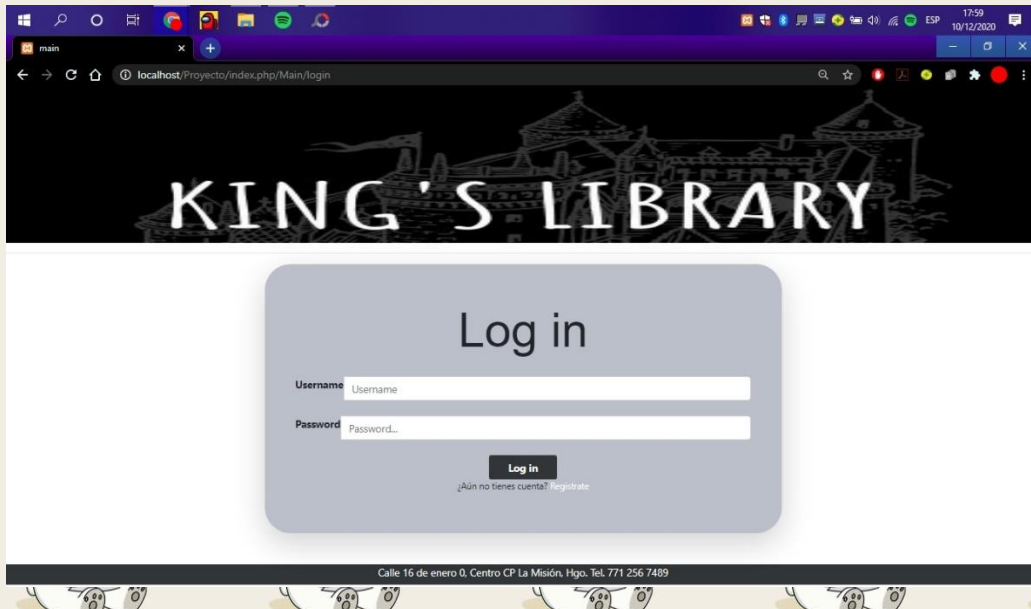 ESP
17:59
10/12/2020
main
localhost/Proyecto/index.php/Main/login
KING'S LIBRARY
Log in
Username Username
Password Password...
Log in
¿Aún no tienes cuenta? Registrate
Calle 16 de enero 0, Centro CP La Misión, Hgo. Tel. 771 256 7489